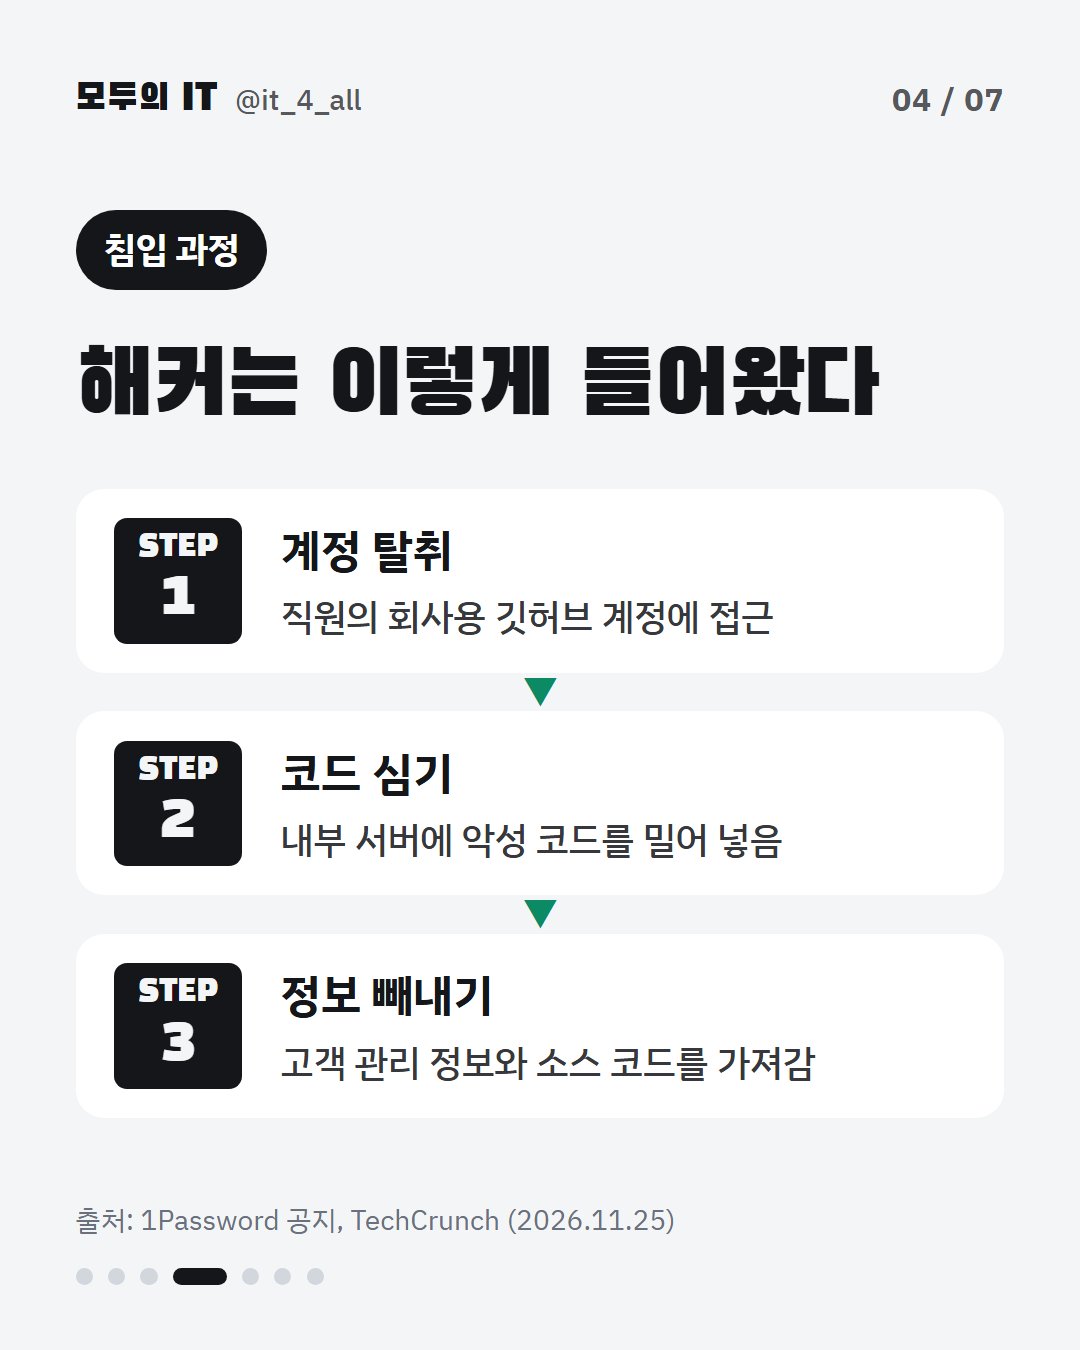 모두의 IT @it_4_all
04 / 07
침입 과정
해커는 이렇게 들어왔다
STEP
1
계정 탈취
직원의 회사용 깃허브 계정에 접근
STEP
2
코드 심기
내부 서버에 악성 코드를 밀어 넣음
STEP
3
정보 빼내기
고객 관리 정보와 소스 코드를 가져감
출처: 1Password 공지, TechCrunch (2026.11.25)